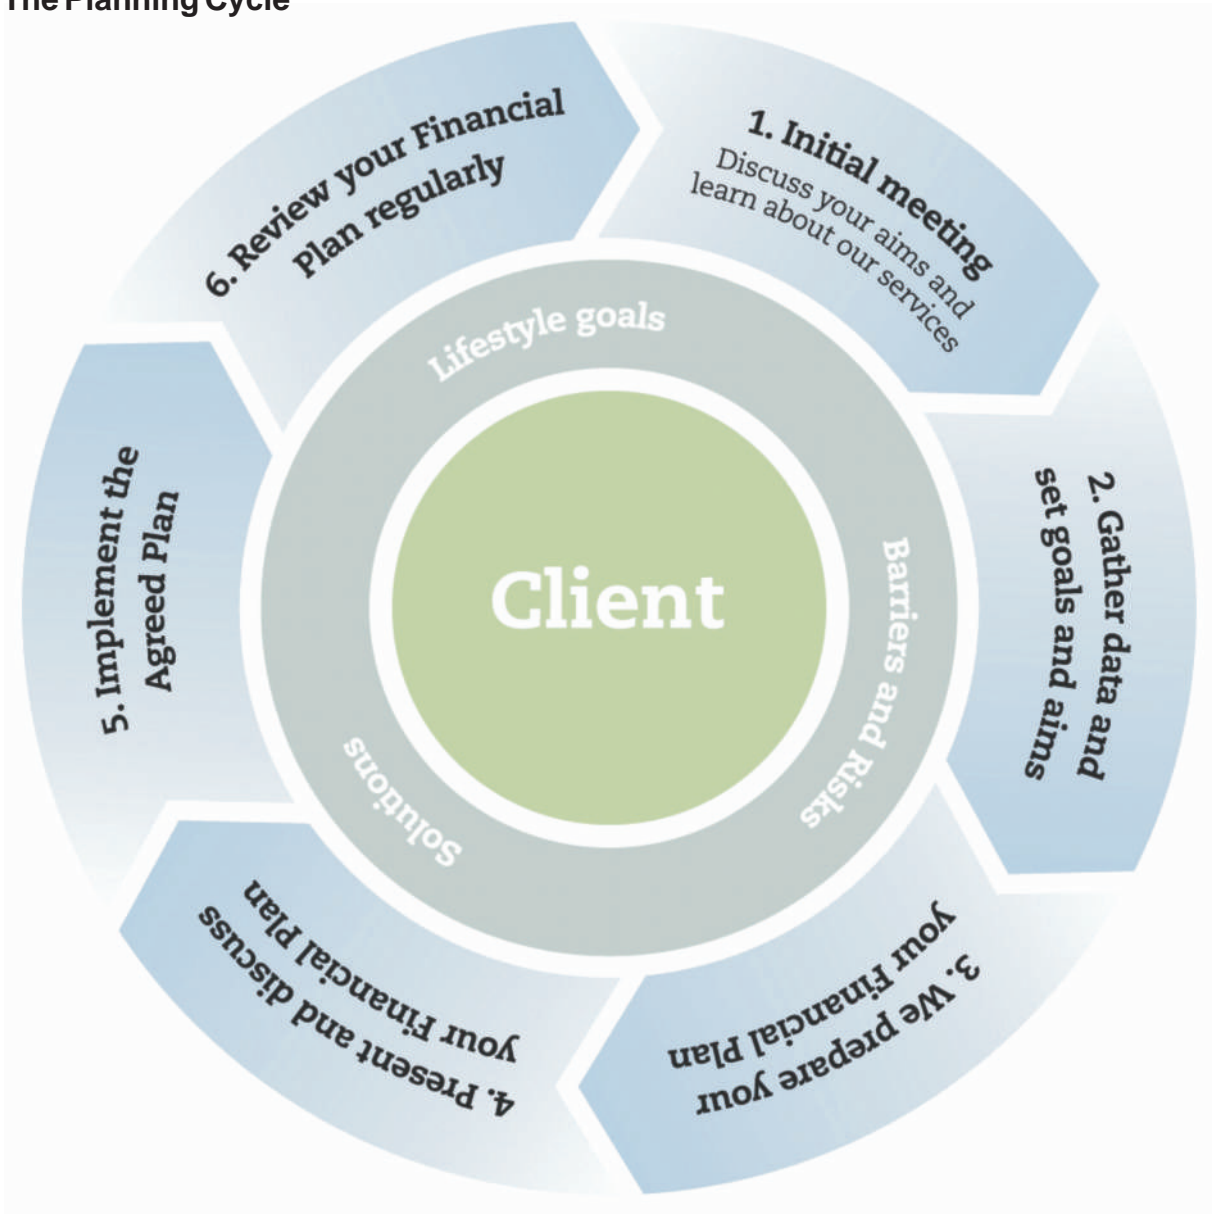 The Planning Cycle
1. Initial meeting
Discuss your aims and
learn about our services
2. Gather data and
set goals and aims
3. We prepare your
your Financial Plan
4. Present and discuss
your Financial Plan
5. Implement the
Agreed Plan
6. Review your Financial
Plan regularly
Lifestyle goals
Barriers and Risks
Solutions
Client